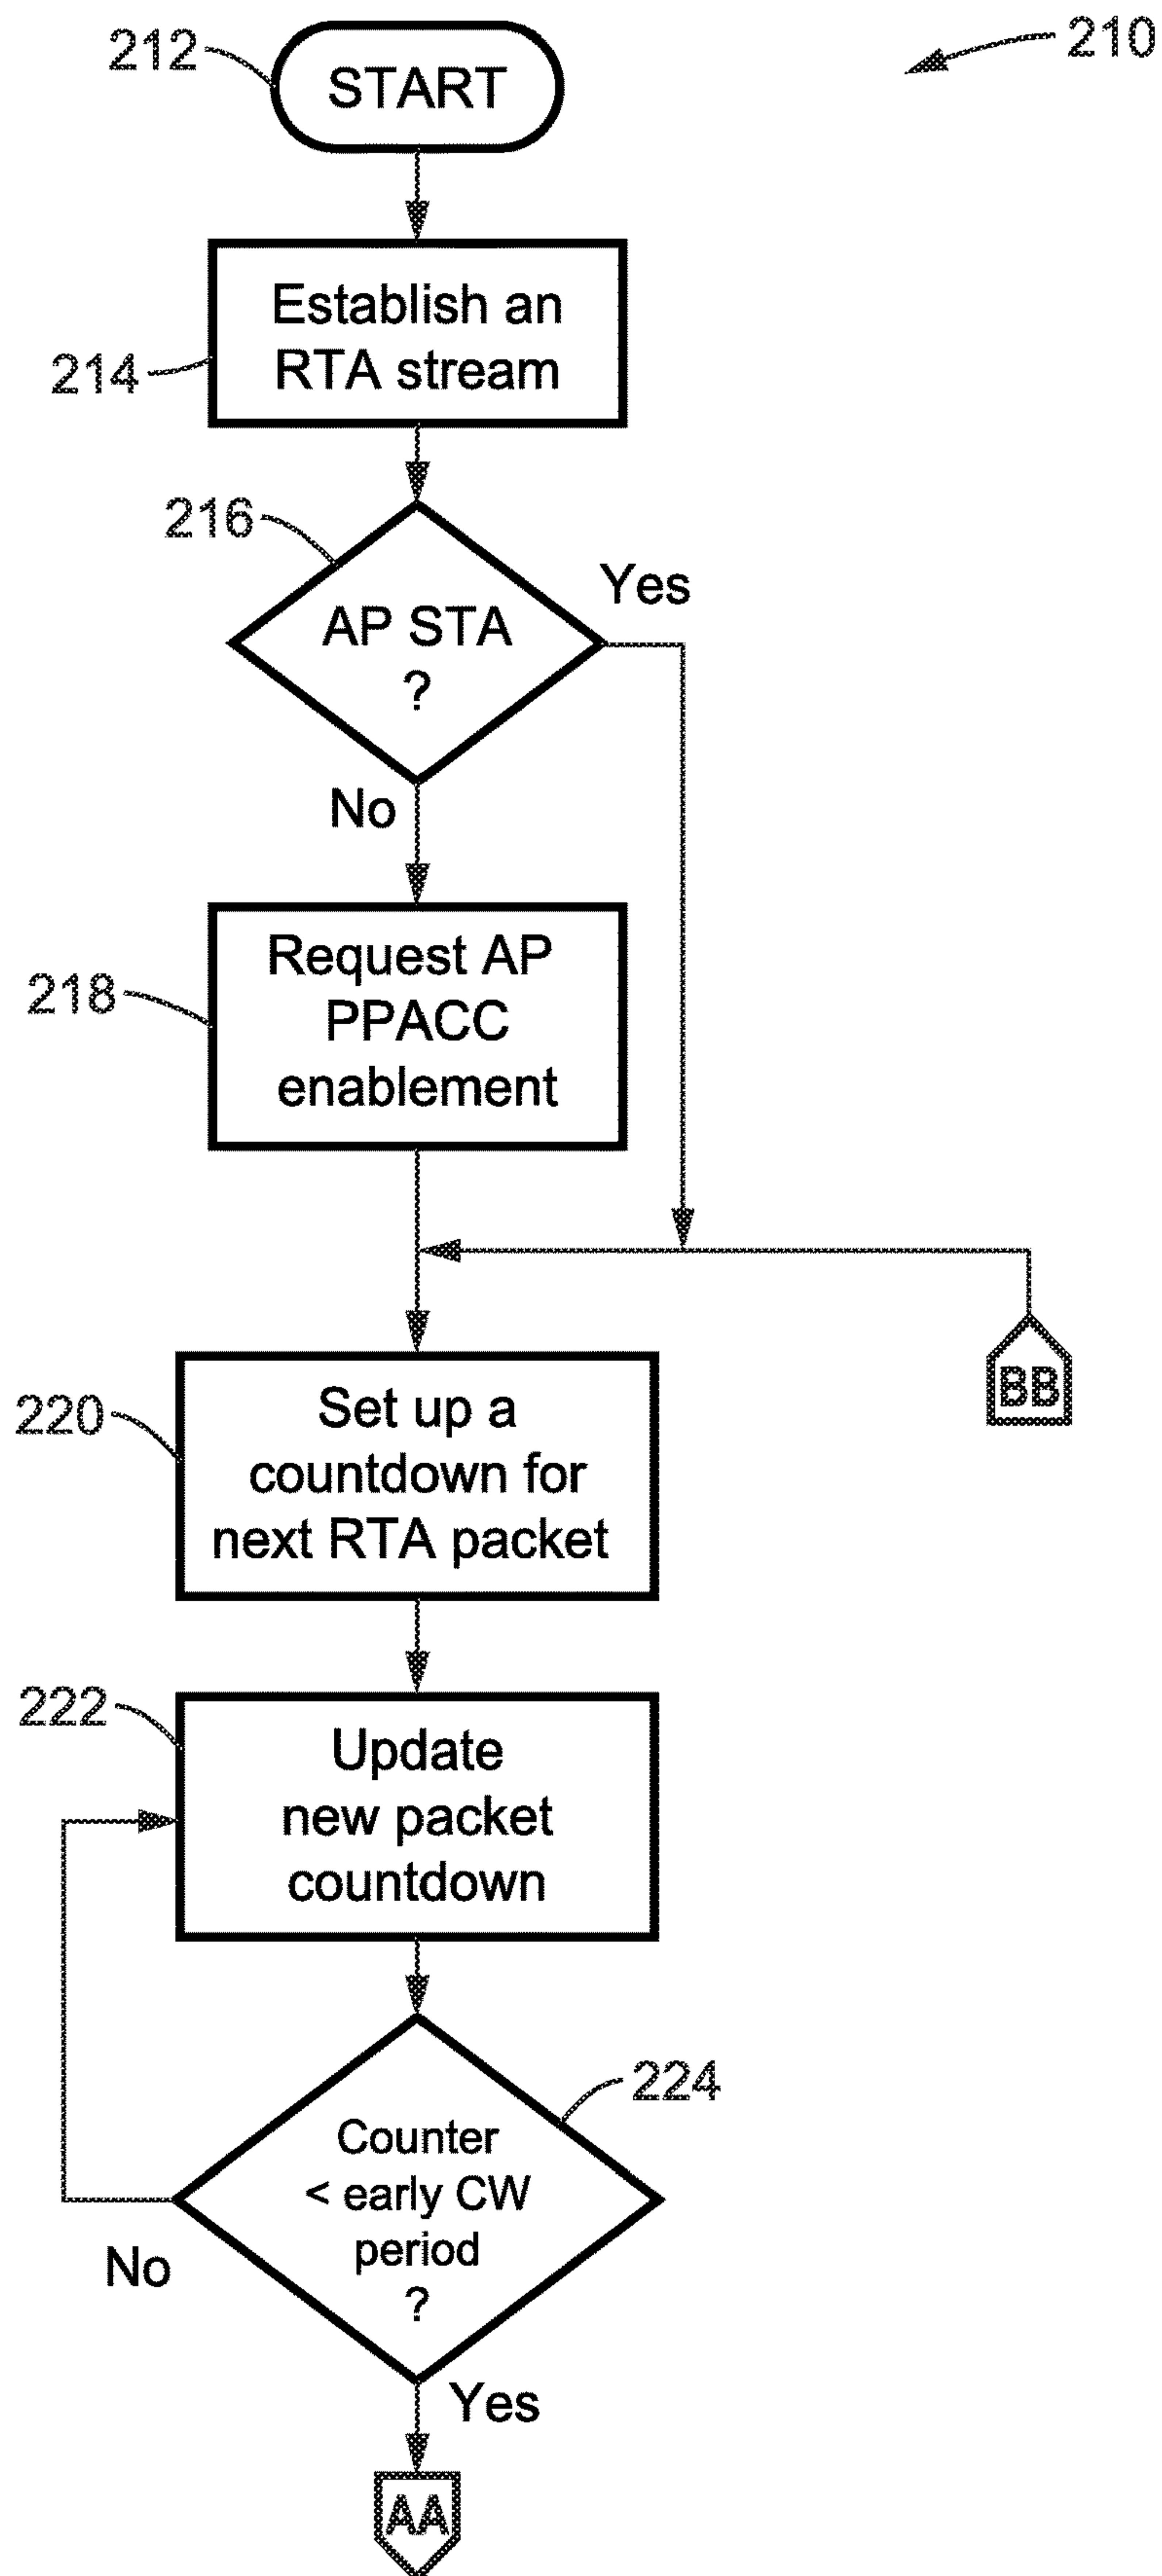 212
START
210
214
Establish an
RTA stream
216
AP STA
?
Yes
No
218
Request AP
PPACC
enablement
BB
220
Set up a
countdown for
next RTA packet
222
Update
new packet
countdown
224
Counter
< early CW
period
?
No
Yes
AA